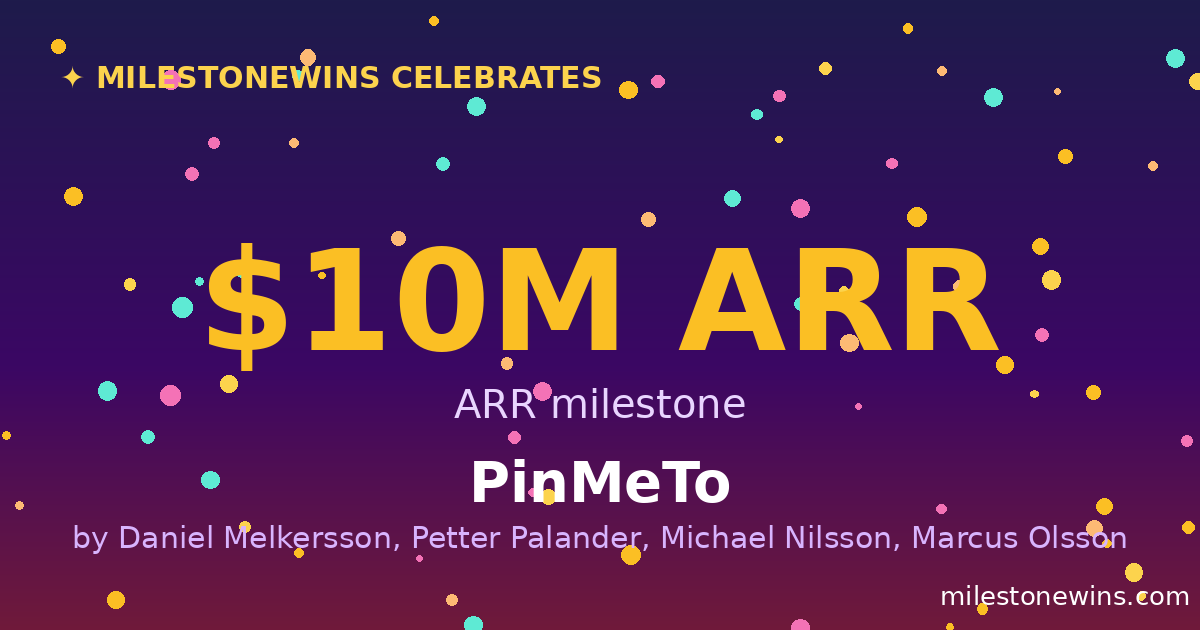 ✦ MILESTONEWINS CELEBRATES
$10M ARR
ARR milestone
PinMeTo
by Daniel Melkersson, Petter Palander, Michael Nilsson, Marcus Olsson
milestonewins.com